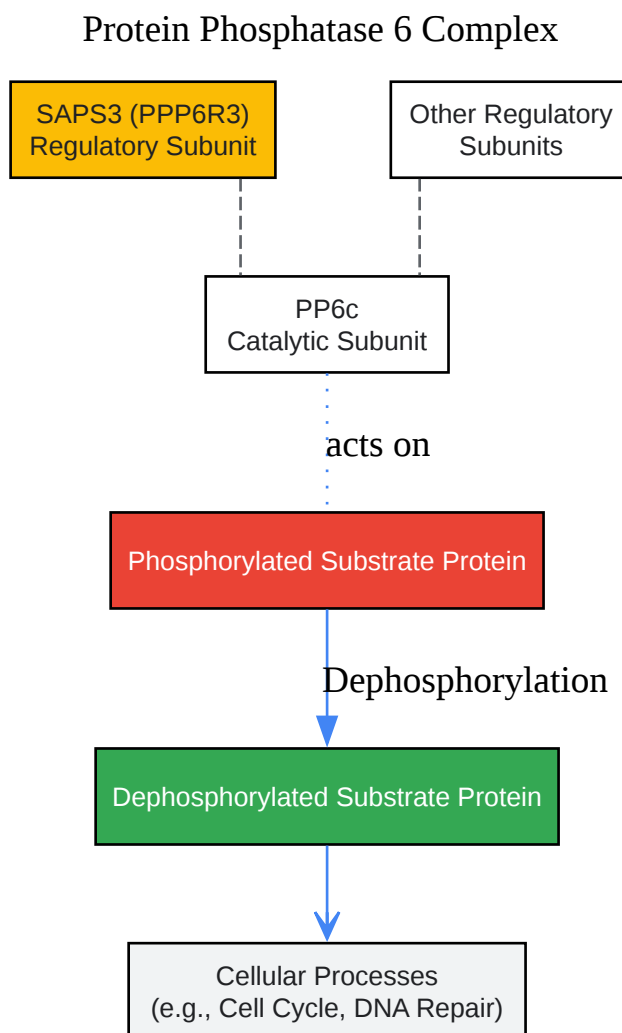 Protein Phosphatase 6 Complex
SAPS3 (PPP6R3)
Regulatory Subunit
Other Regulatory
Subunits
PP6c
Catalytic Subunit
acts on
Phosphorylated Substrate Protein
Dephosphorylation
Dephosphorylated Substrate Protein
Cellular Processes
(e.g., Cell Cycle, DNA Repair)